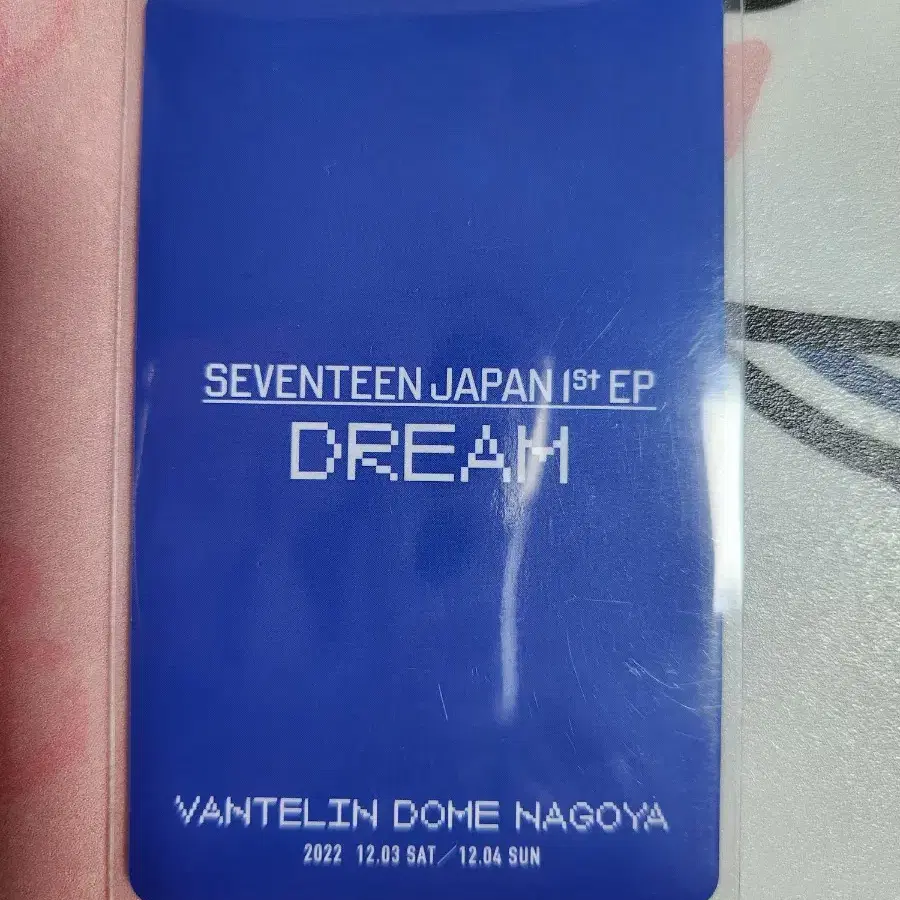 SEVENTEEN JAPAN 1St EP
DREAM
VANTELIN DOME NAGOYA
2022 12.03 SAT／12.04 SUN